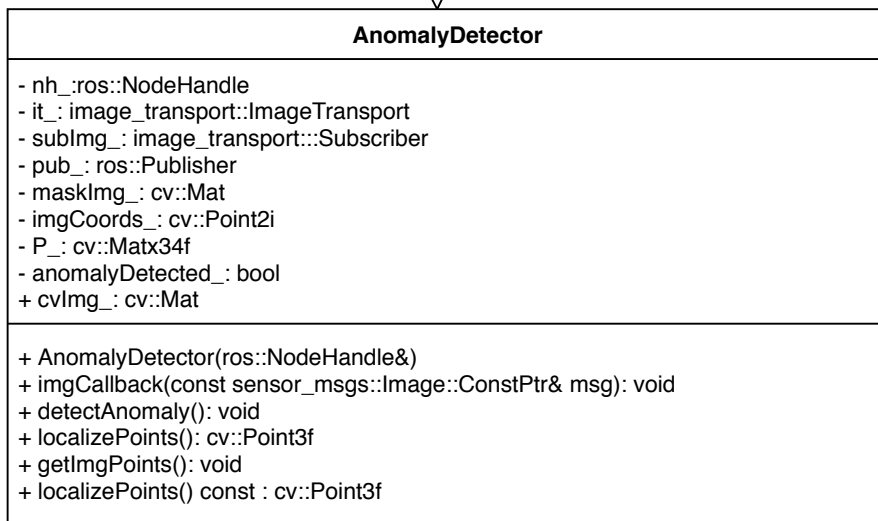 AnomalyDetector
- nh_:ros::NodeHandle
- it_: image_transport::ImageTransport
- subImg_: image_transport:::Subscriber
- pub_: ros::Publisher
- maskImg_: cv::Mat
- imgCoords_: cv::Point2i
- P_: cv::Matx34f
- anomalyDetected_: bool
+ cvImg_: cv::Mat
+ AnomalyDetector(ros::NodeHandle&)
+ imgCallback(const sensor_msgs::Image::ConstPtr& msg): void
+ detectAnomaly(): void
+ localizePoints(): cv::Point3f
+ getImgPoints(): void
+ localizePoints() const : cv::Point3f